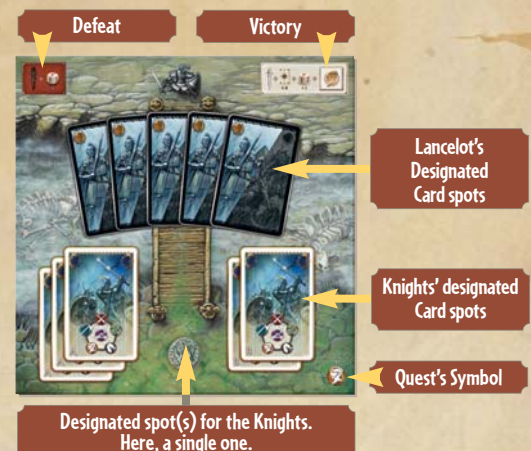 Defeat
Victory
Lancelot's
Designated
Card spots
Knights' designated
Card spots
Quest's Symbol
Designated spot(s) for the Knights.
Here, a single one.